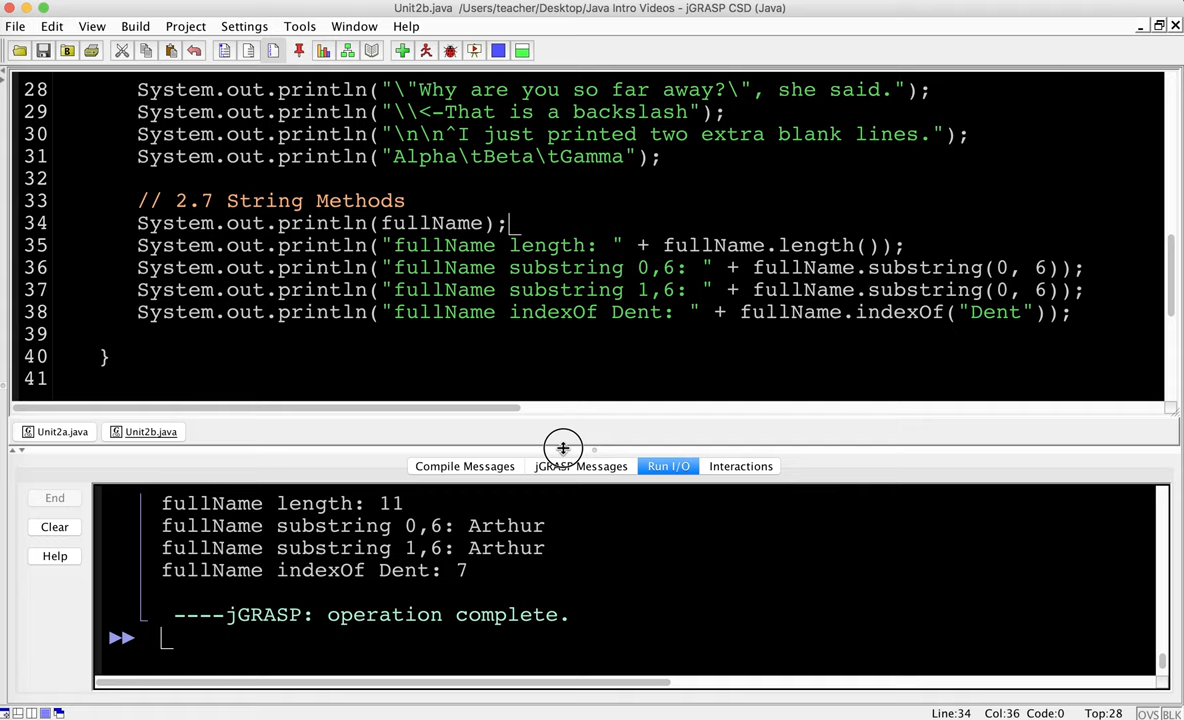 Unit2b.java /Users/teacher/Desktop/Java Intro Videos - jGRASP CSD (Java)
File Edit View Build Project Settings Tools Window Help
28 System.out.println("\"Why are you so far away?\", she said.");
29 System.out.println("\\<-That is a backslash");
30 System.out.println("\n\n^I just printed two extra blank lines.");
31 System.out.println("Alpha\tBeta\tGamma");
32
33 // 2.7 String Methods
34 System.out.println(fullName);
35 System.out.println("fullName length: " + fullName.length());
36 System.out.println("fullName substring 0,6: " + fullName.substring(0, 6));
37 System.out.println("fullName substring 1,6: " + fullName.substring(0, 6));
38 System.out.println("fullName indexOf Dent: " + fullName.indexOf("Dent"));
39
40 }
41
Unit2a.java Unit2b.java
Compile Messages jGRASP Messages Run I/O Interactions
End
Clear
Help
fullName length: 11
fullName substring 0,6: Arthur
fullName substring 1,6: Arthur
fullName indexOf Dent: 7
----jGRASP: operation complete.
Line:34 Col:36 Code:0 Top:28 OVS BLK